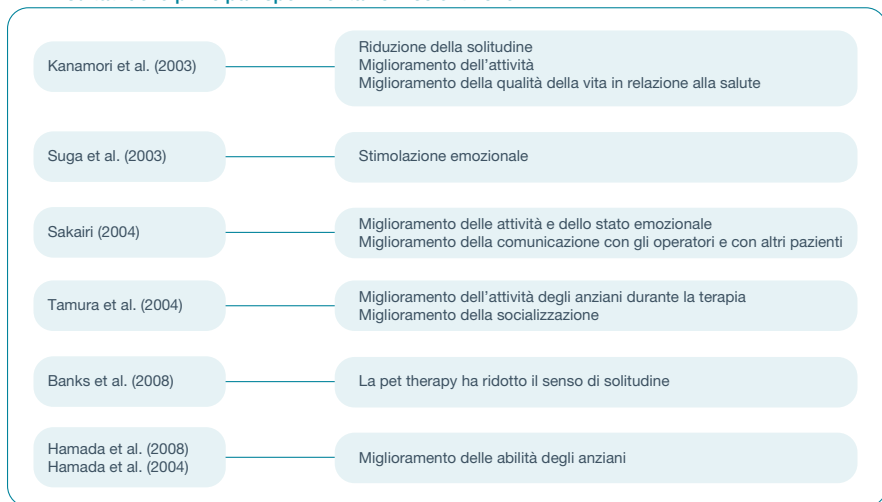 Kanamori et al. (2003)
Riduzione della solitudine
Miglioramento dell'attività
Miglioramento della qualità della vita in relazione alla salute
Suga et al. (2003)
Stimolazione emozionale
Sakairi (2004)
Miglioramento delle attività e dello stato emozionale
Miglioramento della comunicazione con gli operatori e con altri pazienti
Tamura et al. (2004)
Miglioramento dell'attività degli anziani durante la terapia
Miglioramento della socializzazione
Banks et al. (2008)
La pet therapy ha ridotto il senso di solitudine
Hamada et al. (2008)
Hamada et al. (2004)
Miglioramento delle abilità degli anziani